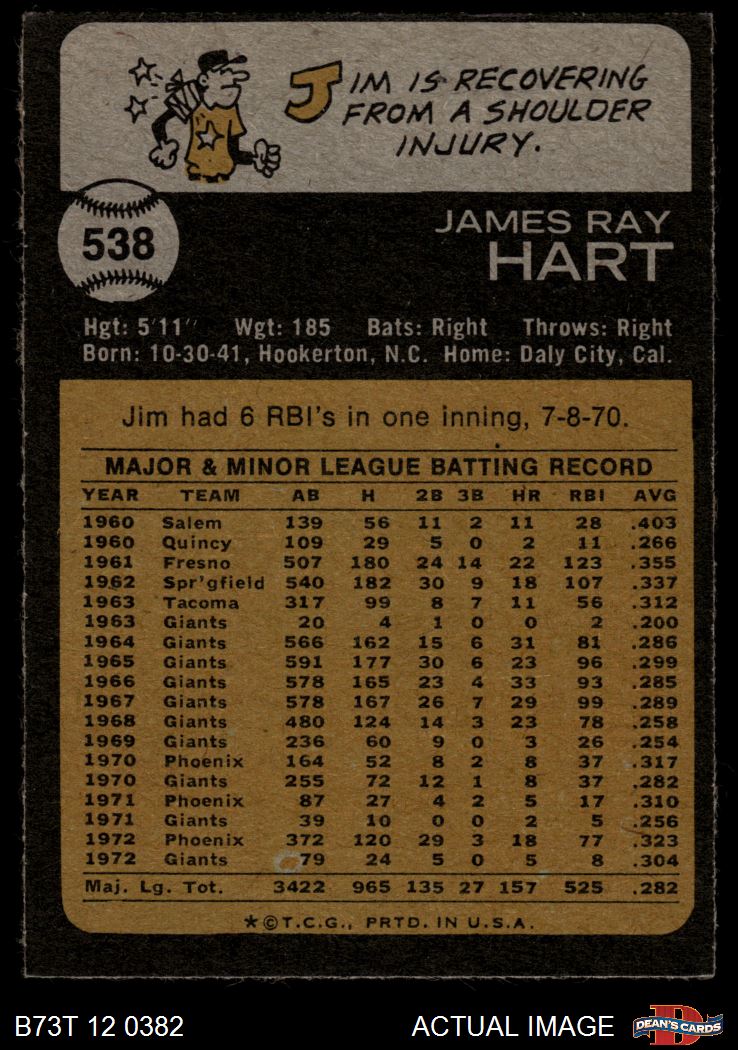 JIM IS RECOVERING
FROM A SHOULDER
INJURY.
538
JAMES RAY
HART
Hgt: 5'11" Wgt: 185 Bats: Right Throws: Right
Born: 10-30-41, Hookerton, N.C. Home: Daly City, Cal.
Jim had 6 RBI's in one inning, 7-8-70.
MAJOR & MINOR LEAGUE BATTING RECORD
YEAR TEAM AB H 2B 3B HR RBI AVG
1960 Salem 139 56 11 2 11 28 .403
1960 Quincy 109 29 5 0 2 11 .266
1961 Fresno 507 180 24 14 22 123 .355
1962 Spr'gfield 540 182 30 9 18 107 .337
1963 Tacoma 317 99 8 7 11 56 .312
1963 Giants 20 4 1 0 0 2 .200
1964 Giants 566 162 15 6 31 81 .286
1965 Giants 591 177 30 6 23 96 .299
1966 Giants 578 165 23 4 33 93 .285
1967 Giants 578 167 26 7 29 99 .289
1968 Giants 480 124 14 3 23 78 .258
1969 Giants 236 60 9 0 3 26 .254
1970 Phoenix 164 52 8 2 8 37 .317
1970 Giants 255 72 12 1 8 37 .282
1971 Phoenix 87 27 4 2 5 17 .310
1971 Giants 39 10 0 0 2 5 .256
1972 Phoenix 372 120 29 3 18 77 .323
1972 Giants 79 24 5 0 5 8 .304
Maj. Lg. Tot. 3422 965 135 27 157 525 .282
★©T.C.G., PRTD. IN U.S.A.
B73T 12 0382 ACTUAL IMAGE D DEAN'S CARDS